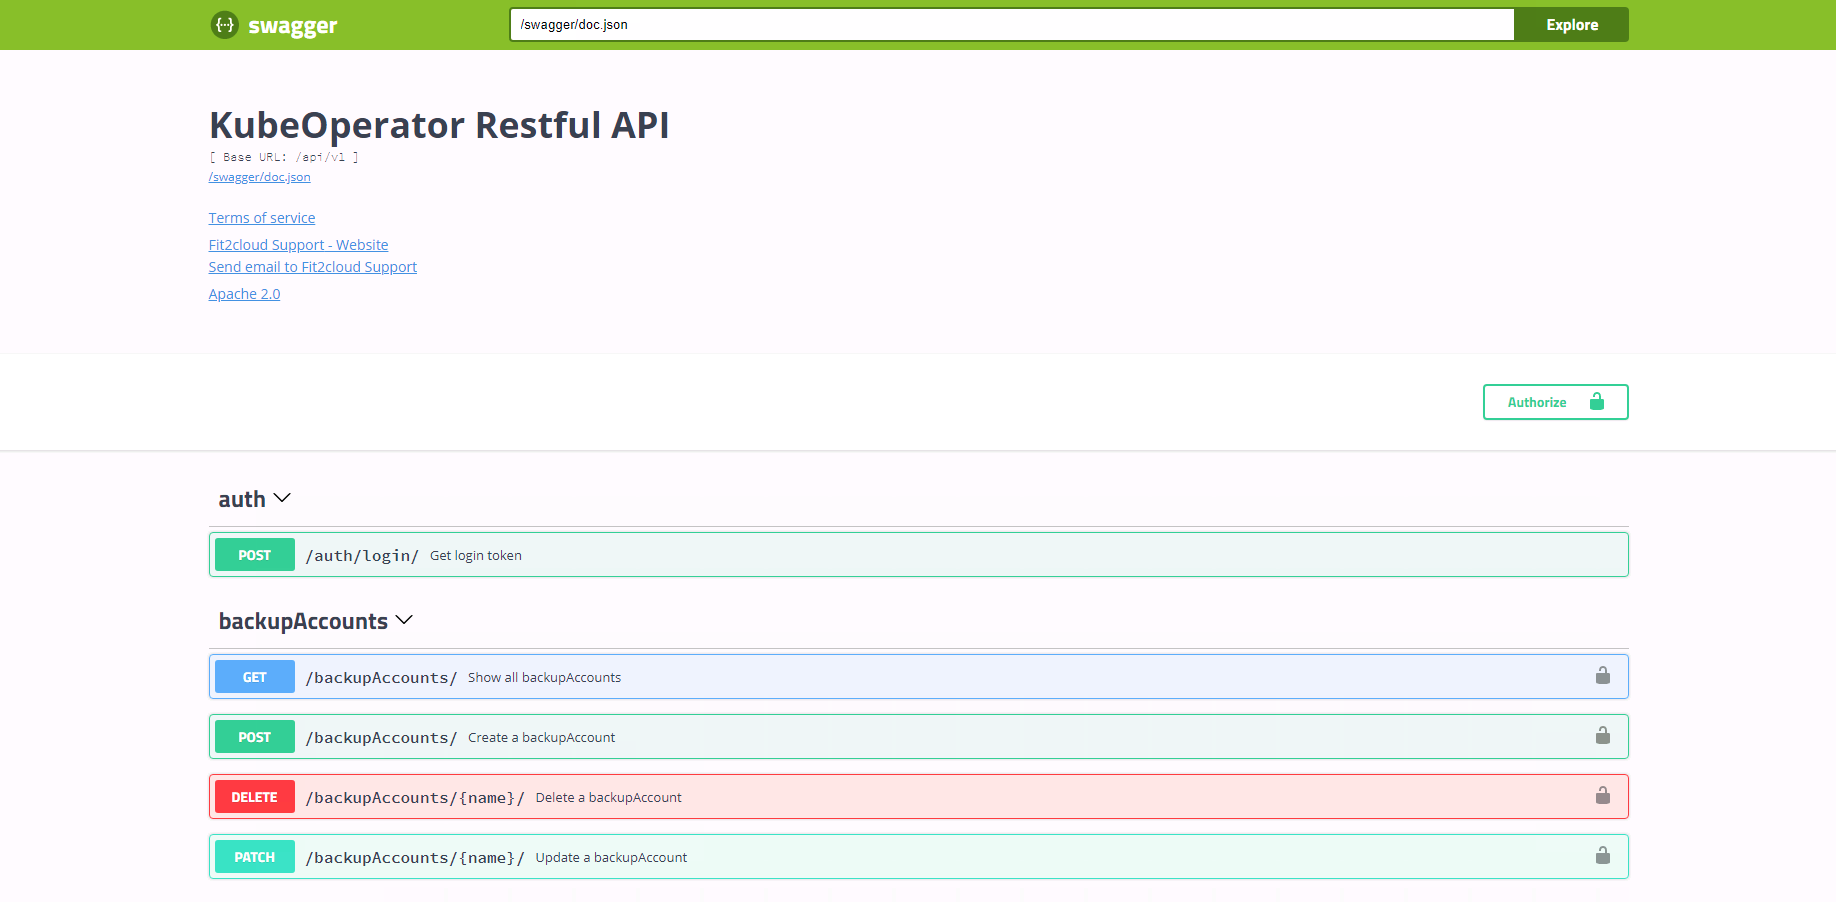 {···} swagger /swagger/doc.json Explore
KubeOperator Restful API
[ Base URL: /api/v1 ]
/swagger/doc.json
Terms of service
Fit2cloud Support - Website
Send email to Fit2cloud Support
Apache 2.0
Authorize
auth
POST /auth/login/ Get login token
backupAccounts
GET /backupAccounts/ Show all backupAccounts
POST /backupAccounts/ Create a backupAccount
DELETE /backupAccounts/{name}/ Delete a backupAccount
PATCH /backupAccounts/{name}/ Update a backupAccount